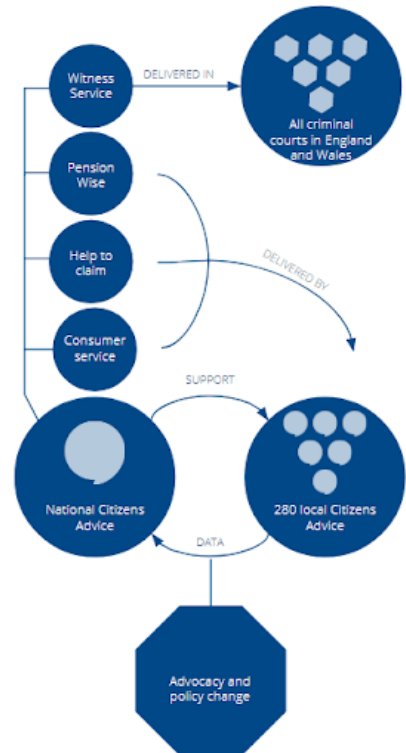 Witness
Service
DELIVERED IN
All criminal
courts in England
and Wales
Pension
Wise
Help to
claim
DELIVERED BY
Consumer
service
SUPPORT
National Citizens
Advice
280 local Citizens
Advice
DATA
Advocacy and
policy change